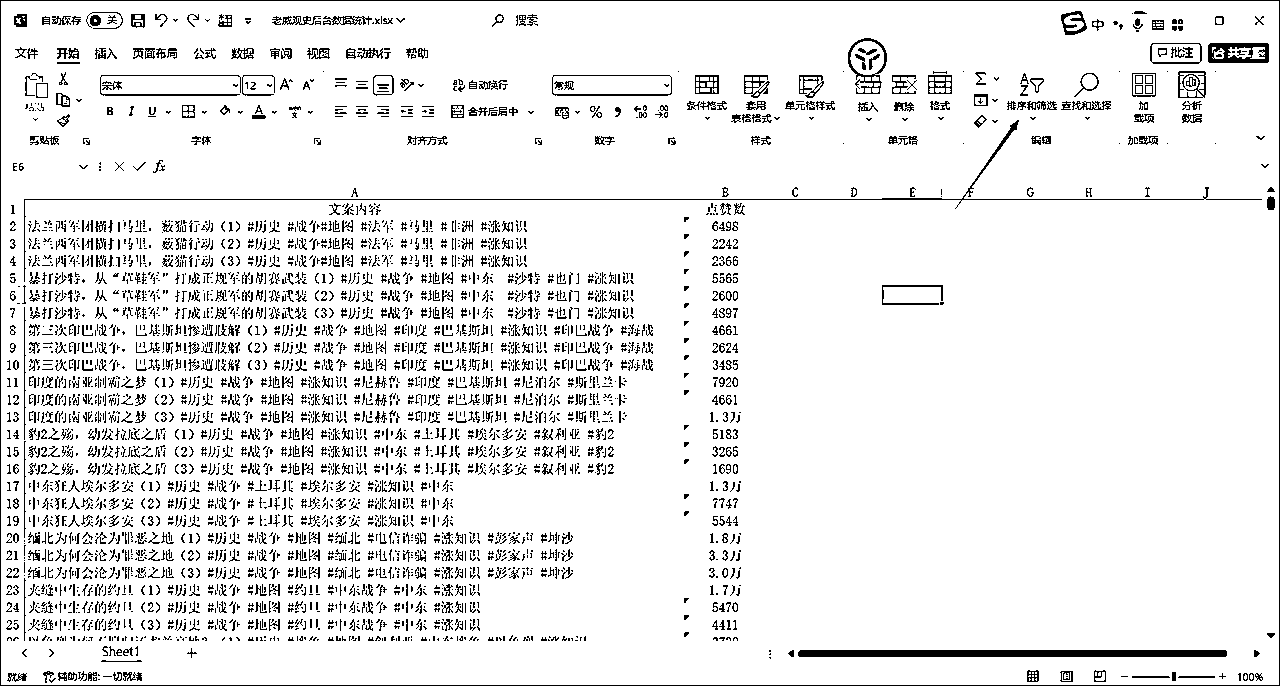 自动保存 关 老威观史后台数据统计.xlsx 搜索 中
文件 开始 插入 页面布局 公式 数据 审阅 视图 自动执行 帮助 批注 共享
宋体 12 自动换行 常规 条件格式 套用 表格格式 单元格样式 插入 删除 格式 排序和筛选 查找和选择 加载项 分析 数据
B I U A 合并后居中 %
剪贴板 字体 对齐方式 数字 样式 单元格 编辑 加载项
E6 fx
A B C D E F G H I J
1 文案内容 点赞数
2 法兰西军团横扫马里，薮猫行动（1）#历史 #战争#地图 #法军 #马里 #非洲 #涨知识 6498
3 法兰西军团横扫马里，薮猫行动（2）#历史 #战争#地图 #法军 #马里 #非洲 #涨知识 2242
4 法兰西军团横扫马里，薮猫行动（3）#历史 #战争#地图 #法军 #马里 #非洲 #涨知识 2366
5 暴打沙特，从“草鞋军”打成正规军的胡赛武装（1）#历史 #战争 #地图 #中东 #沙特 #也门 #涨知识 5565
6 暴打沙特，从“草鞋军”打成正规军的胡赛武装（2）#历史 #战争 #地图 #中东 #沙特 #也门 #涨知识 2600
7 暴打沙特，从“草鞋军”打成正规军的胡赛武装（3）#历史 #战争 #地图 #中东 #沙特 #也门 #涨知识 4897
8 第三次印巴战争，巴基斯坦惨遭肢解（1）#历史 #战争 #地图 #印度 #巴基斯坦 #涨知识 #印巴战争 #海战 4661
9 第三次印巴战争，巴基斯坦惨遭肢解（2）#历史 #战争 #地图 #印度 #巴基斯坦 #涨知识 #印巴战争 #海战 2624
10 第三次印巴战争，巴基斯坦惨遭肢解（3）#历史 #战争 #地图 #印度 #巴基斯坦 #涨知识 #印巴战争 #海战 3485
11 印度的南亚制霸之梦（1）#历史 #战争 #地图 #涨知识 #尼赫鲁 #印度 #巴基斯坦 #尼泊尔 #斯里兰卡 7920
12 印度的南亚制霸之梦（2）#历史 #战争 #地图 #涨知识 #尼赫鲁 #印度 #巴基斯坦 #尼泊尔 #斯里兰卡 4661
13 印度的南亚制霸之梦（3）#历史 #战争 #地图 #涨知识 #尼赫鲁 #印度 #巴基斯坦 #尼泊尔 #斯里兰卡 1.3万
14 豹2之殇，幼发拉底之盾（1）#历史 #战争 #地图 #涨知识 #中东 #土耳其 #埃尔多安 #叙利亚 #豹2 5183
15 豹2之殇，幼发拉底之盾（2）#历史 #战争 #地图 #涨知识 #中东 #土耳其 #埃尔多安 #叙利亚 #豹2 3265
16 豹2之殇，幼发拉底之盾（3）#历史 #战争 #地图 #涨知识 #中东 #土耳其 #埃尔多安 #叙利亚 #豹2 1690
17 中东狂人埃尔多安（1）#历史 #战争 #土耳其 #埃尔多安 #涨知识 #中东 1.3万
18 中东狂人埃尔多安（2）#历史 #战争 #土耳其 #埃尔多安 #涨知识 #中东 7747
19 中东狂人埃尔多安（3）#历史 #战争 #土耳其 #埃尔多安 #涨知识 #中东 5544
20 缅北为何会沦为罪恶之地（1）#历史 #战争 #地图 #缅北 #电信诈骗 #涨知识 #彭家声 #坤沙 1.8万
21 缅北为何会沦为罪恶之地（2）#历史 #战争 #地图 #缅北 #电信诈骗 #涨知识 #彭家声 #坤沙 3.3万
22 缅北为何会沦为罪恶之地（3）#历史 #战争 #地图 #缅北 #电信诈骗 #涨知识 #彭家声 #坤沙 3.0万
23 夹缝中生存的约旦（1）#历史 #战争 #地图 #约旦 #中东战争 #中东 #涨知识 1.7万
24 夹缝中生存的约旦（2）#历史 #战争 #地图 #约旦 #中东战争 #中东 #涨知识 5470
25 夹缝中生存的约旦（3）#历史 #战争 #地图 #约旦 #中东战争 #中东 #涨知识 4411
Sheet1
就绪 辅助功能: 一切就绪 100%